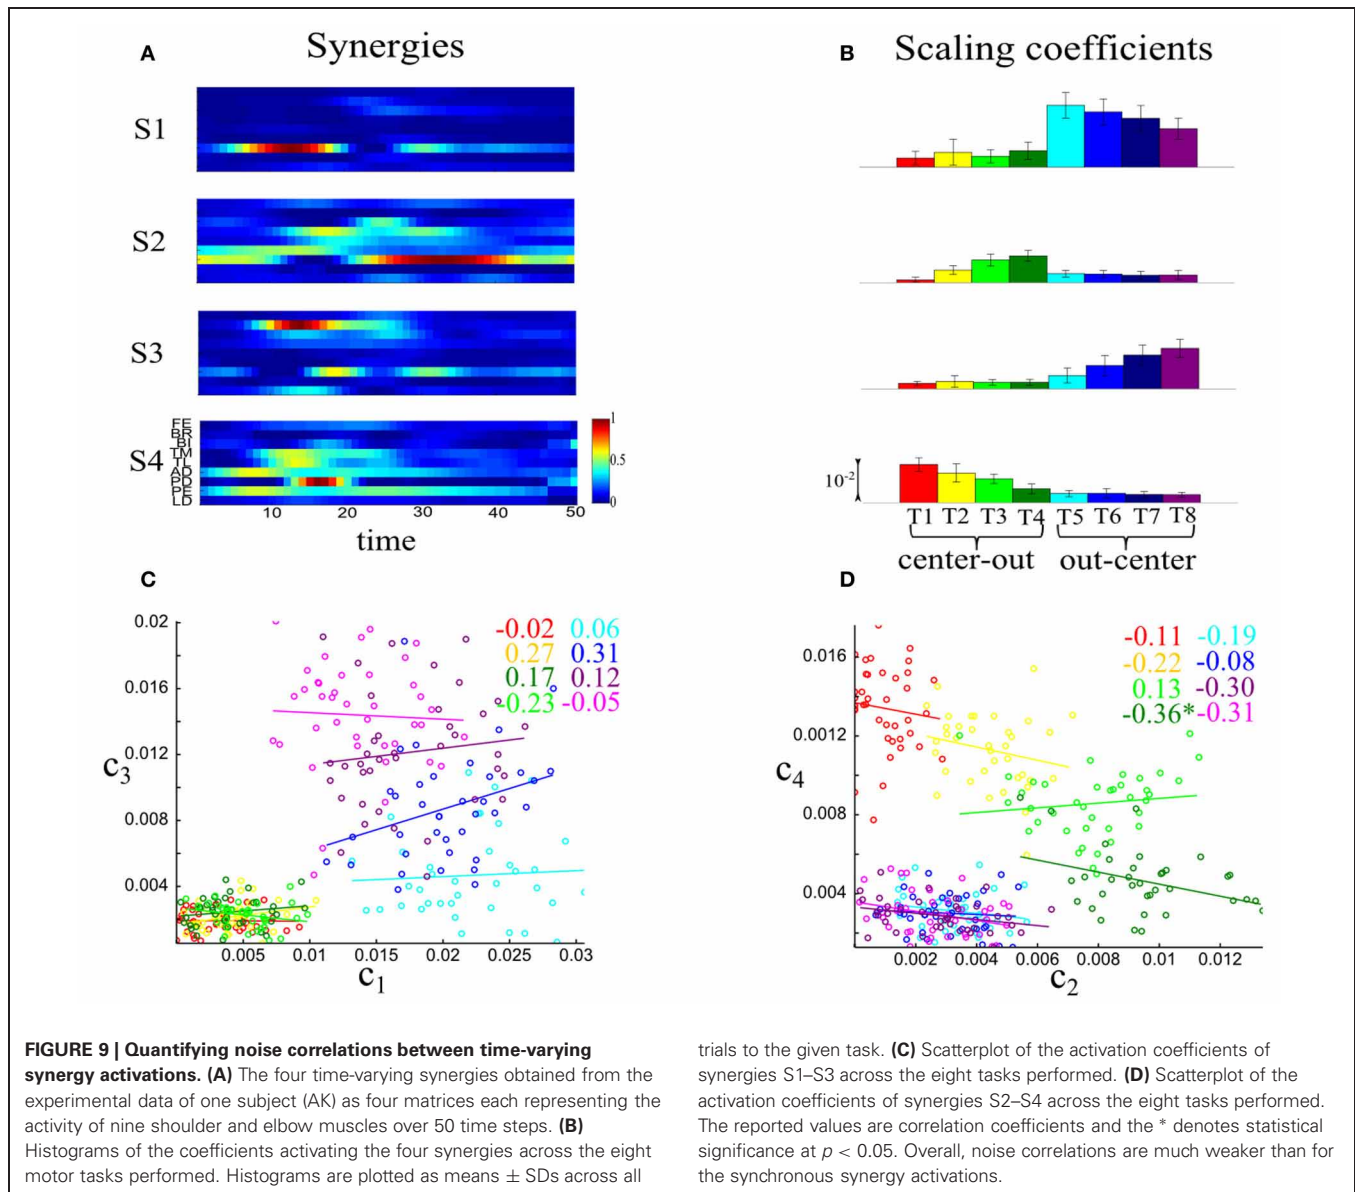 A
Synergies
S1
S2
S3
S4
FE
BR
BI
TM
TL
AD
PD
PE
LD
1
0.5
0
10
20
30
40
50
time
B
Scaling coefficients
10-2
T1 T2 T3 T4 T5 T6 T7 T8
center-out
out-center
C
0.02
0.016
0.012
0.008
0.004
c3
-0.02 0.06
0.27 0.31
0.17 0.12
-0.23 -0.05
0.005 0.01 0.015 0.02 0.025 0.03
c1
D
0.016
0.012
0.008
0.004
c4
-0.11 -0.19
-0.22 -0.08
0.13 -0.30
-0.36* -0.31
0.002 0.004 0.006 0.008 0.01 0.012
c2
FIGURE 9 | Quantifying noise correlations between time-varying
synergy activations. (A) The four time-varying synergies obtained from the
experimental data of one subject (AK) as four matrices each representing the
activity of nine shoulder and elbow muscles over 50 time steps. (B)
Histograms of the coefficients activating the four synergies across the eight
motor tasks performed. Histograms are plotted as means ± SDs across all
trials to the given task. (C) Scatterplot of the activation coefficients of
synergies S1–S3 across the eight tasks performed. (D) Scatterplot of the
activation coefficients of synergies S2–S4 across the eight tasks performed.
The reported values are correlation coefficients and the * denotes statistical
significance at p < 0.05. Overall, noise correlations are much weaker than for
the synchronous synergy activations.